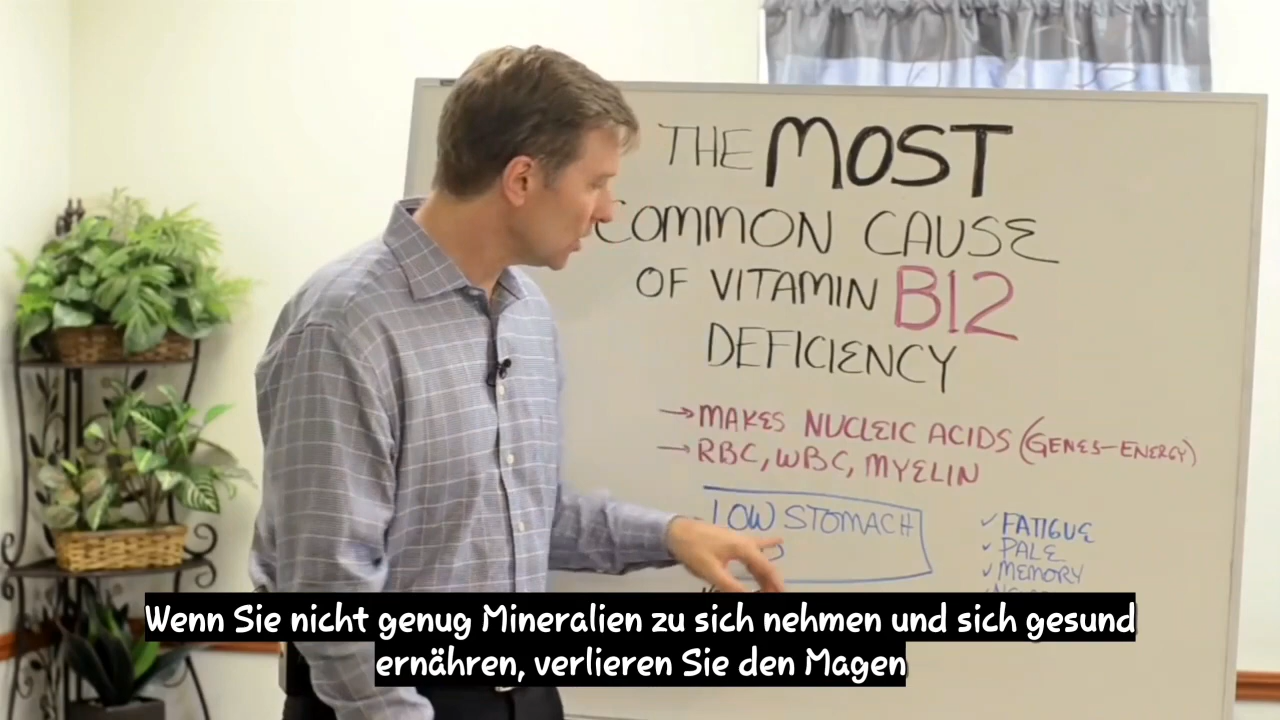 THE MOST
COMMON CAUSE
OF VITAMIN B12
DEFICIENCY
→ MAKES NUCLEIC ACIDS (GENES-ENERGY)
→ RBC, WBC, MYELIN
LOW STOMACH
✓ FATIGUE
✓ PALE
✓ MEMORY
Wenn Sie nicht genug Mineralien zu sich nehmen und sich gesund
ernähren, verlieren Sie den Magen